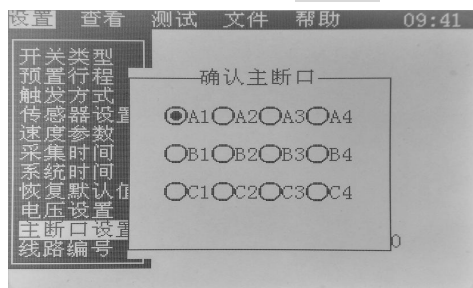 设置 查看 测试 文件 帮助 09:41
开关类型
预置行程
触发方式
传感器设置
速度参数
采集时间
系统时间
恢复默认值
电压设置
主断口设置
线路编号
确认主断口
A1 A2 A3 A4
B1 B2 B3 B4
C1 C2 C3 C4
0